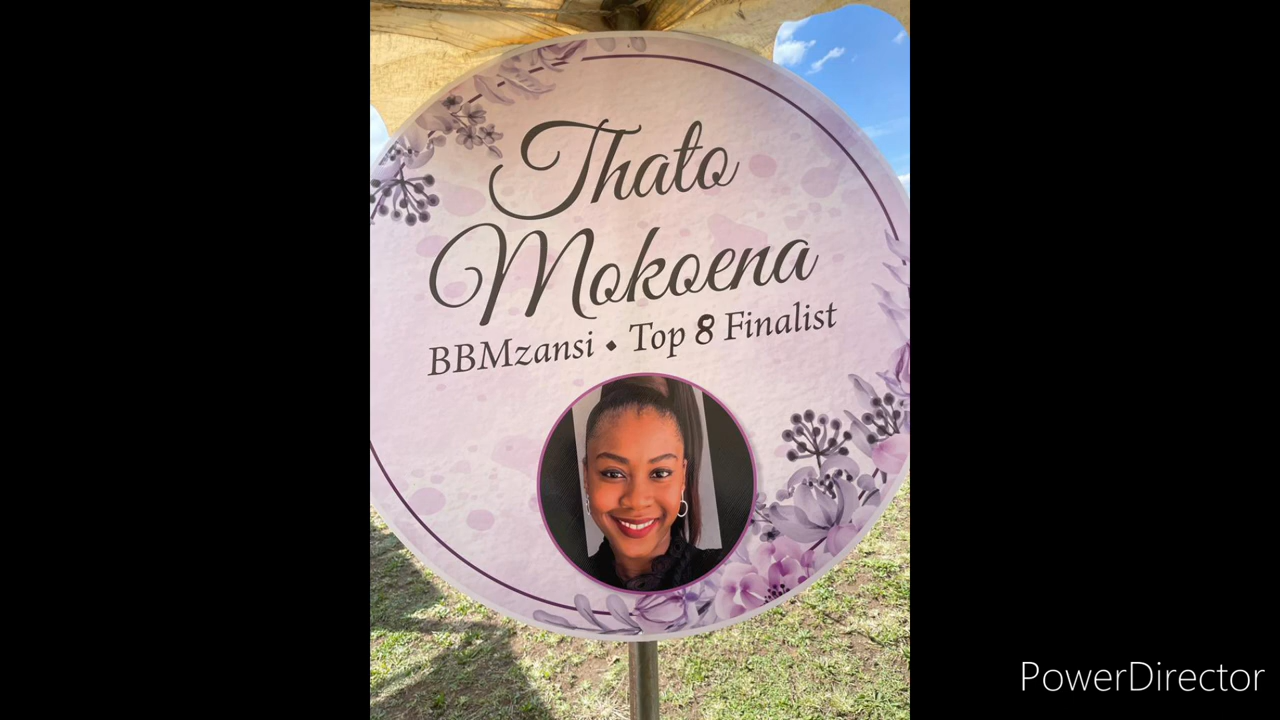 Thato
Mokoena
BBMzansi • Top 8 Finalist
PowerDirector